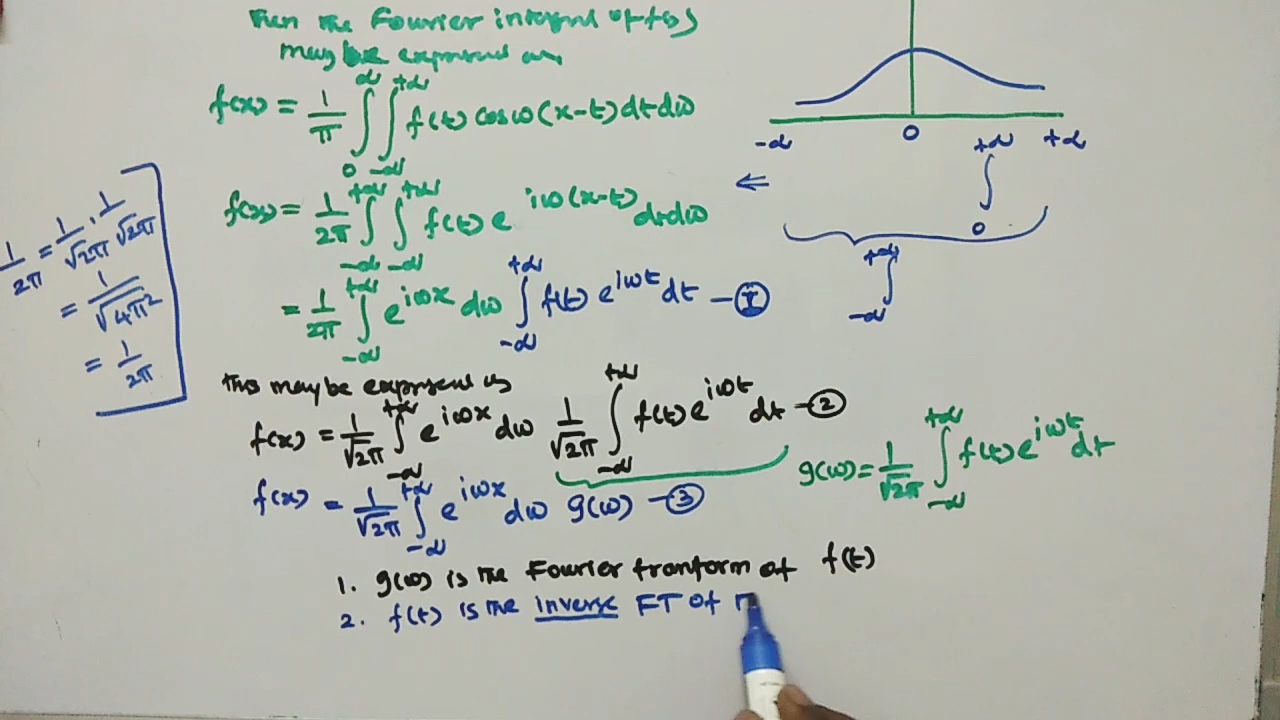 Then the Fourier integral of f(x)
may be expressed as
f(x) = 1/π ∫₀^∝ ∫₋∝^+∝ f(t) cosω(x-t) dt dω
-∝ 0 +∝
f(x) = 1/2π ∫₋∝^+∝ ∫₋∝^+∝ f(t) e^{iω(x-t)} dt dω ⇐
∫₀^+∝
∫₋∝^+∝
= 1/2π ∫₋∝^+∝ e^{iωx} dω ∫₋∝^+∝ f(t) e^{iωt} dt — Ⓘ
1/2π = 1/√2π · 1/√2π
= 1/√4π²
= 1/2π
This may be expressed as
f(x) = 1/√2π ∫₋∝^+∝ e^{iωx} dω 1/√2π ∫₋∝^+∝ f(t) e^{iωt} dt — ②
g(ω) = 1/√2π ∫₋∝^+∝ f(t) e^{iωt} dt
f(x) = 1/√2π ∫₋∝^+∝ e^{iωx} dω g(ω) — ③
1. g(ω) is the Fourier tranform of f(t)
2. f(t) is the inverse FT of